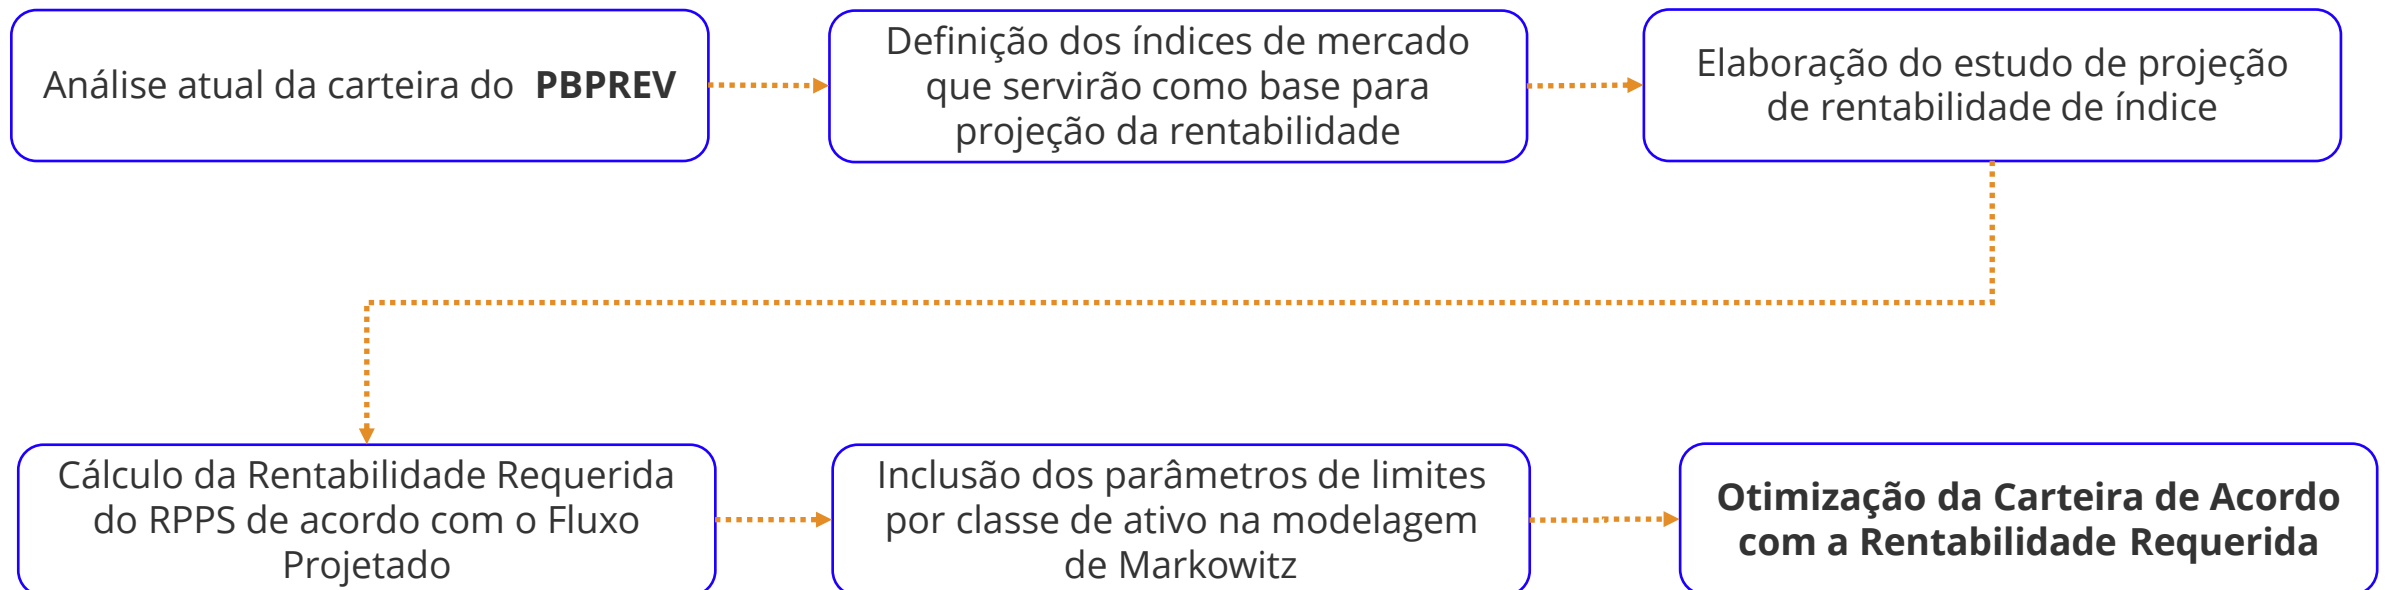 Análise atual da carteira do PBPREV
Definição dos índices de mercado
que servirão como base para
projeção da rentabilidade
Elaboração do estudo de projeção
de rentabilidade de índice
Cálculo da Rentabilidade Requerida
do RPPS de acordo com o Fluxo
Projetado
Inclusão dos parâmetros de limites
por classe de ativo na modelagem
de Markowitz
Otimização da Carteira de Acordo
com a Rentabilidade Requerida